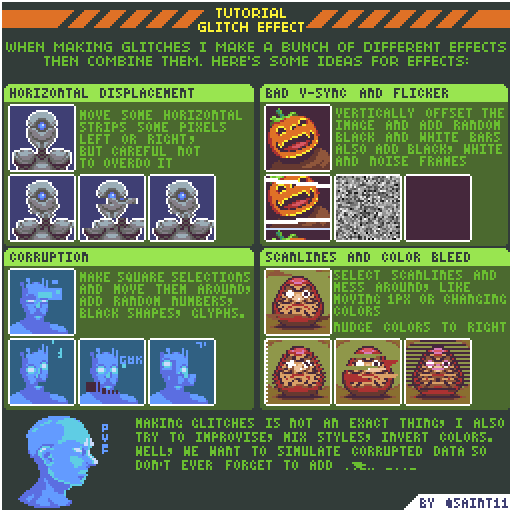 TUTORIAL
GLITCH EFFECT
WHEN MAKING GLITCHES I MAKE A BUNCH OF DIFFERENT EFFECTS
THEN COMBINE THEM. HERE'S SOME IDEAS FOR EFFECTS:
HORIZONTAL DISPLACEMENT
MOVE SOME HORIZONTAL
STRIPS SOME PIXELS
LEFT OR RIGHT,
BUT CAREFUL NOT
TO OVERDO IT
BAD V-SYNC AND FLICKER
VERTICALLY OFFSET THE
IMAGE AND ADD RANDOM
BLACK AND WHITE BARS
ALSO ADD BLACK, WHITE
AND NOISE FRAMES
CORRUPTION
MAKE SQUARE SELECTIONS
AND MOVE THEM AROUND,
ADD RANDOM NUMBERS,
BLACK SHAPES, GLYPHS.
SCANLINES AND COLOR BLEED
SELECT SCANLINES AND
MESS AROUND, LIKE
MOVING 1PX OR CHANGING
COLORS
NUDGE COLORS TO RIGHT
MAKING GLITCHES IS NOT AN EXACT THING, I ALSO
TRY TO IMPROVISE, MIX STYLES, INVERT COLORS.
WELL, WE WANT TO SIMULATE CORRUPTED DATA SO
DON'T EVER FORGET TO ADD
BY @SAINT11